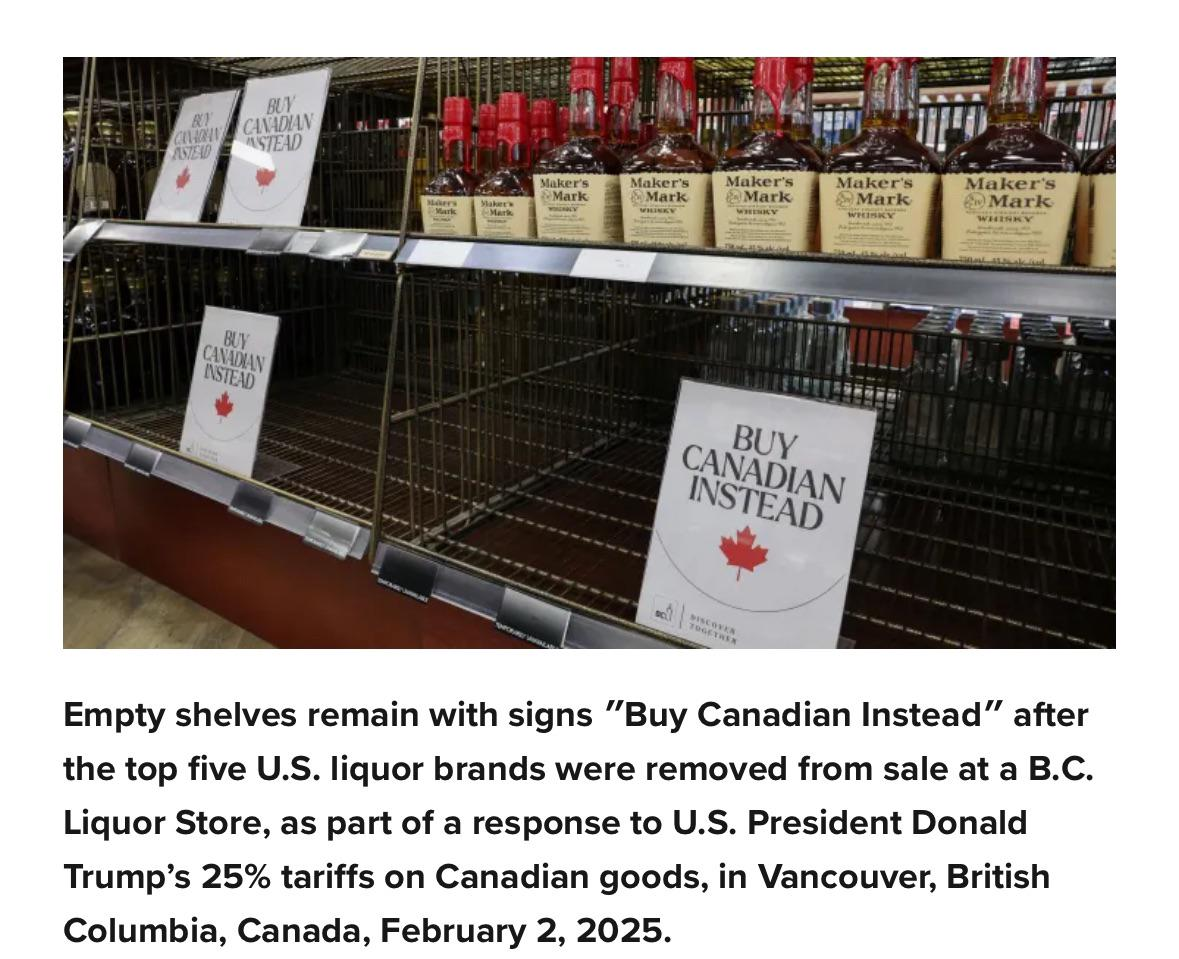 BUY
CANADIAN
INSTEAD
BUY
CANADIAN
INSTEAD
Maker's
Mark
Maker's
Mark
Maker's
Mark
WHISKY
Maker's
Mark
WHISKY
Maker's
Mark
WHISKY
Maker's
Mark
WHISKY
Maker's
Mark
WHISKY
BUY
CANADIAN
INSTEAD
BUY
CANADIAN
INSTEAD
BCL
DISCOVER
TOGETHER
Empty shelves remain with signs ″Buy Canadian Instead″ after
the top five U.S. liquor brands were removed from sale at a B.C.
Liquor Store, as part of a response to U.S. President Donald
Trump’s 25% tariffs on Canadian goods, in Vancouver, British
Columbia, Canada, February 2, 2025.